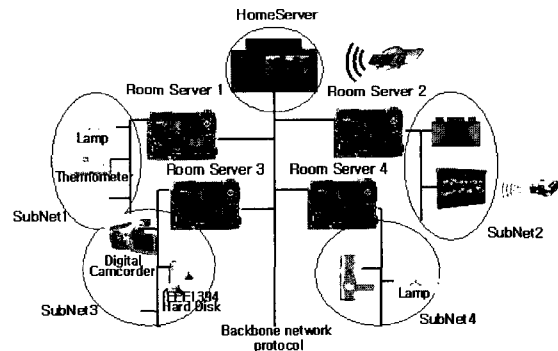 HomeServer
Room Server 1
Room Server 2
Lamp
Thermometer
Room Server 3
Room Server 4
SubNet1
SubNet2
Digital
Camcorder
Hard Disk
Lamp
SubNet3
SubNet4
Backbone network
protocol